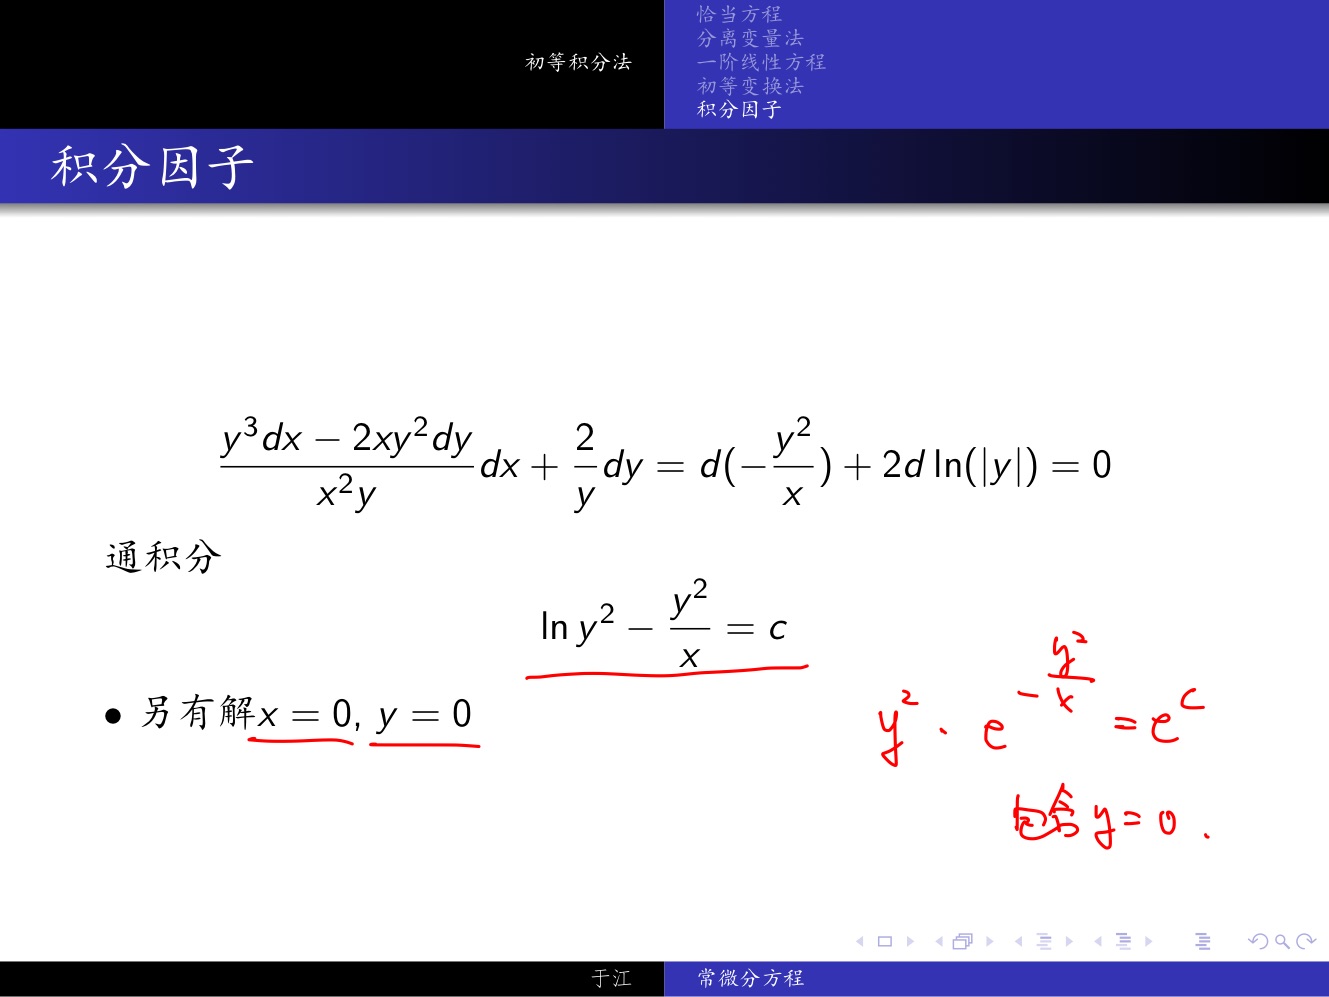 初等积分法
恰当方程
分离变量法
一阶线性方程
初等变换法
积分因子
积分因子
\frac{y^3dx − 2xy^2dy}{x^2y}dx + \frac{2}{y}dy = d(−\frac{y^2}{x}) + 2d ln(|y|) = 0
通积分
ln y^2 − \frac{y^2}{x} = c
• 另有解x = 0, y = 0
y^2 · e^{−\frac{y^2}{x}} = e^c
包含 y = 0 .
于江
常微分方程